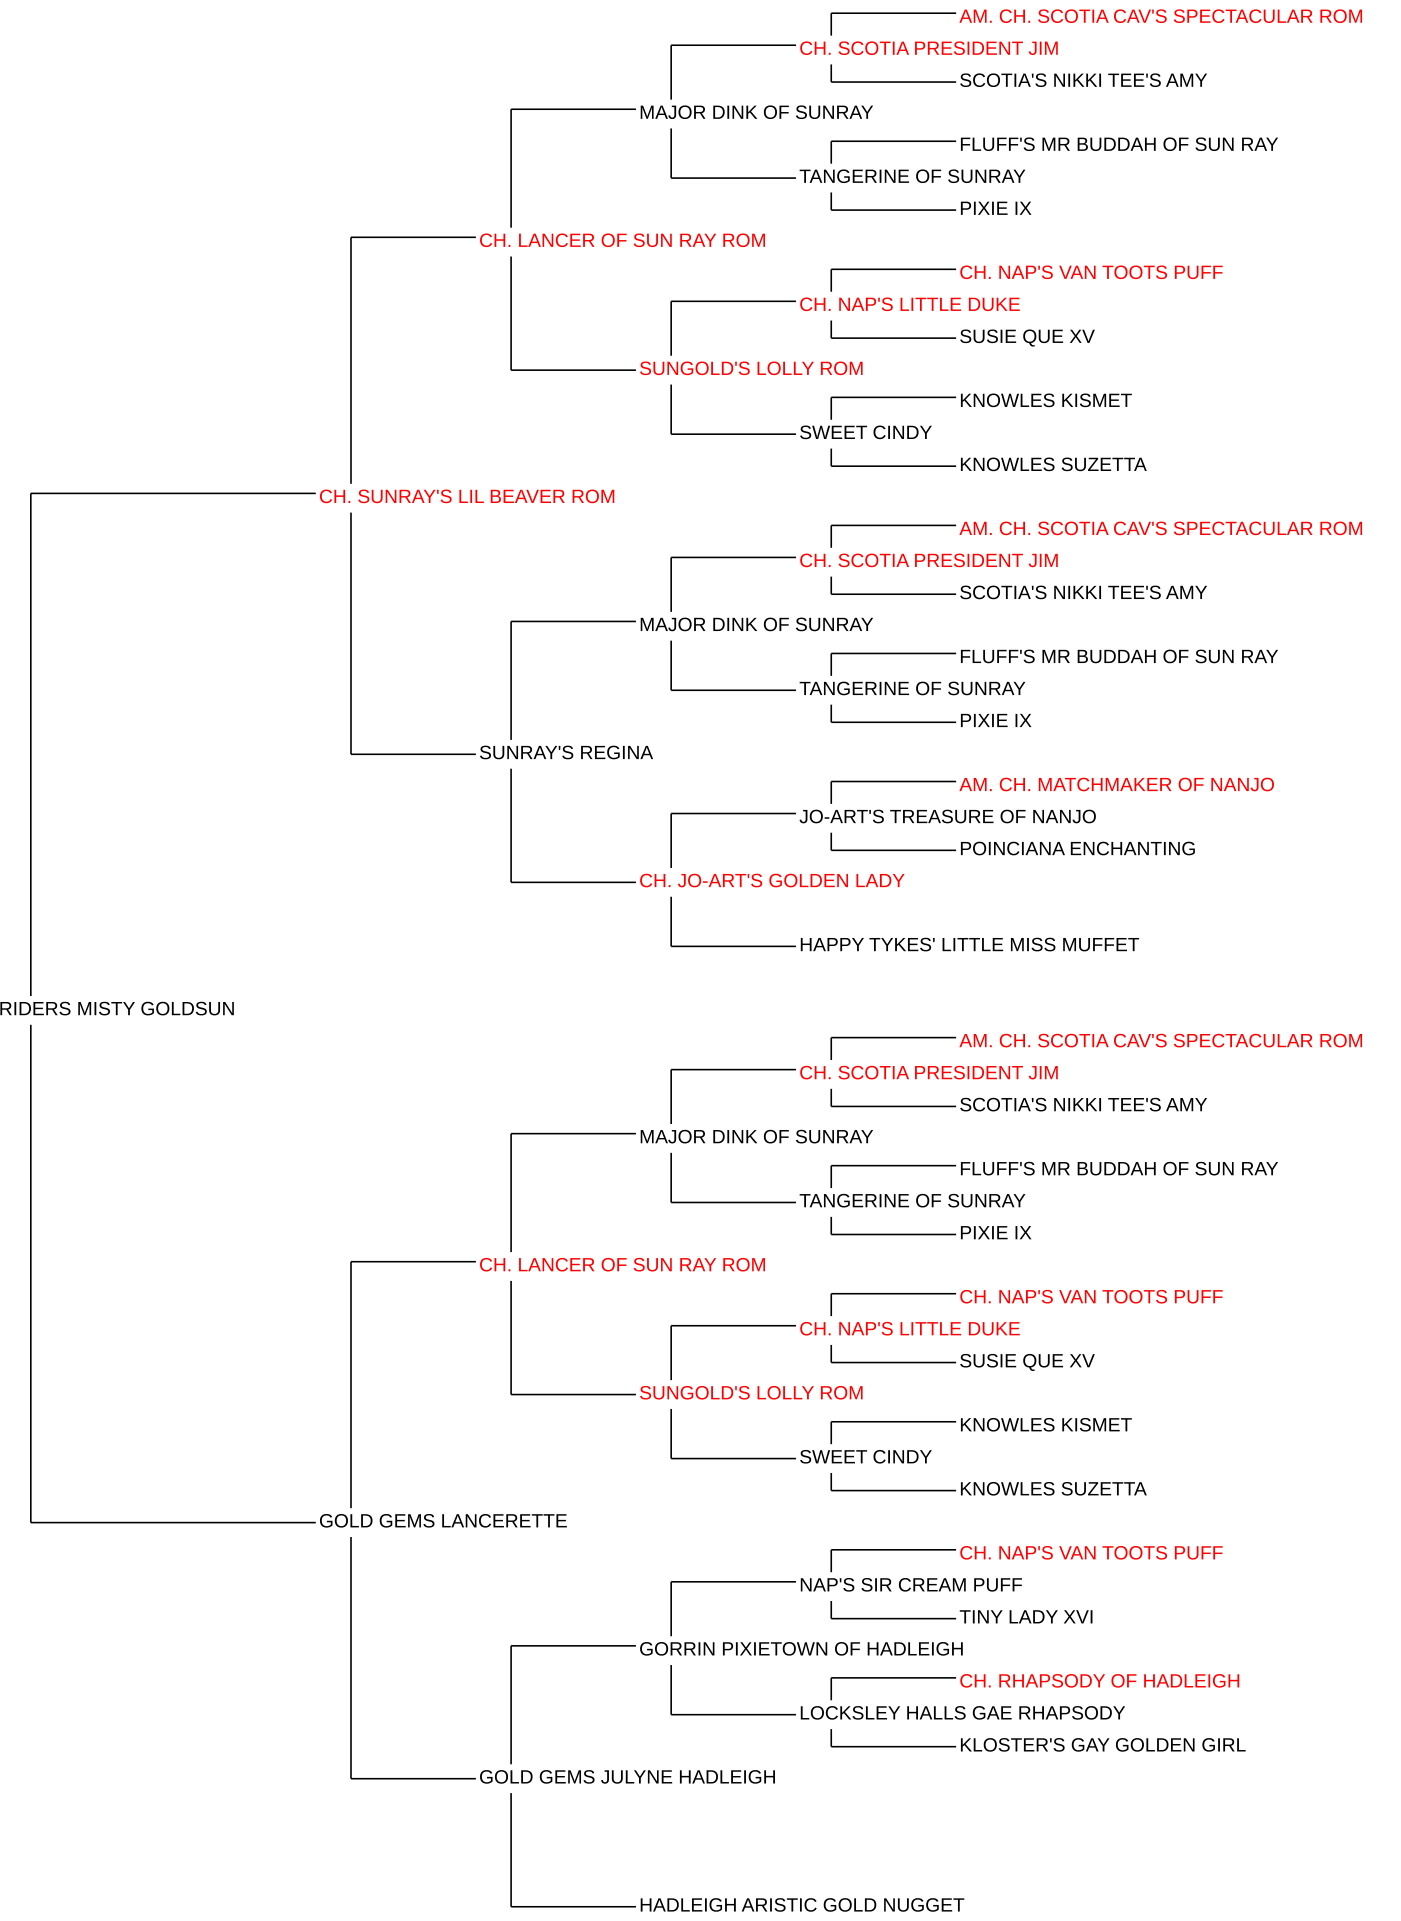 AM. CH. SCOTIA CAV'S SPECTACULAR ROM
CH. SCOTIA PRESIDENT JIM
SCOTIA'S NIKKI TEE'S AMY
MAJOR DINK OF SUNRAY
FLUFF'S MR BUDDAH OF SUN RAY
TANGERINE OF SUNRAY
PIXIE IX
CH. LANCER OF SUN RAY ROM
CH. NAP'S VAN TOOTS PUFF
CH. NAP'S LITTLE DUKE
SUSIE QUE XV
SUNGOLD'S LOLLY ROM
KNOWLES KISMET
SWEET CINDY
KNOWLES SUZETTA
CH. SUNRAY'S LIL BEAVER ROM
AM. CH. SCOTIA CAV'S SPECTACULAR ROM
CH. SCOTIA PRESIDENT JIM
SCOTIA'S NIKKI TEE'S AMY
MAJOR DINK OF SUNRAY
FLUFF'S MR BUDDAH OF SUN RAY
TANGERINE OF SUNRAY
PIXIE IX
SUNRAY'S REGINA
AM. CH. MATCHMAKER OF NANJO
JO-ART'S TREASURE OF NANJO
POINCIANA ENCHANTING
CH. JO-ART'S GOLDEN LADY
HAPPY TYKES' LITTLE MISS MUFFET
RIDERS MISTY GOLDSUN
AM. CH. SCOTIA CAV'S SPECTACULAR ROM
CH. SCOTIA PRESIDENT JIM
SCOTIA'S NIKKI TEE'S AMY
MAJOR DINK OF SUNRAY
FLUFF'S MR BUDDAH OF SUN RAY
TANGERINE OF SUNRAY
PIXIE IX
CH. LANCER OF SUN RAY ROM
CH. NAP'S VAN TOOTS PUFF
CH. NAP'S LITTLE DUKE
SUSIE QUE XV
SUNGOLD'S LOLLY ROM
KNOWLES KISMET
SWEET CINDY
KNOWLES SUZETTA
GOLD GEMS LANCERETTE
CH. NAP'S VAN TOOTS PUFF
NAP'S SIR CREAM PUFF
TINY LADY XVI
GORRIN PIXIETOWN OF HADLEIGH
CH. RHAPSODY OF HADLEIGH
LOCKSLEY HALLS GAE RHAPSODY
KLOSTER'S GAY GOLDEN GIRL
GOLD GEMS JULYNE HADLEIGH
HADLEIGH ARISTIC GOLD NUGGET